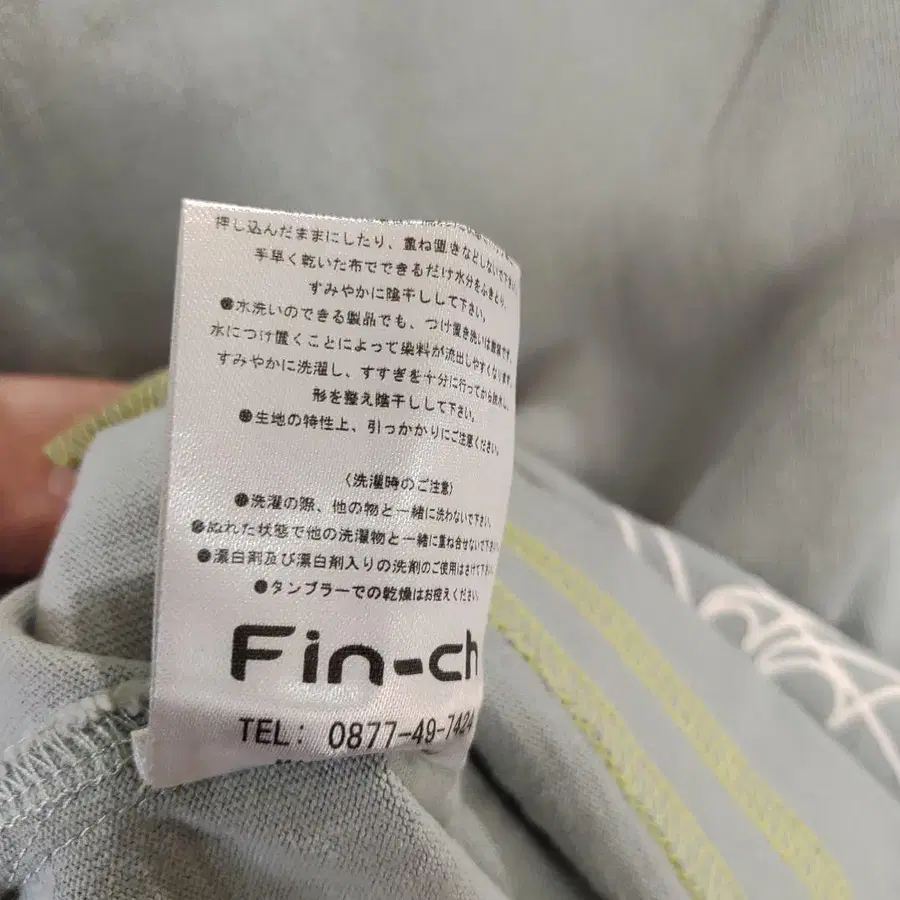 押し込んだままにしたり、重ね置きなどしないで下さい。
手早く乾いた布でできるだけ水分をふきとり、
すみやかに陰干しして下さい。
●水洗いのできる製品でも、つけ置き洗いは厳禁です。
水につけ置くことによって染料が流出しやすくなります。
すみやかに洗濯し、すすぎを十分に行ってから脱水し、
形を整え陰干しして下さい。
●生地の特性上、引っかかりにご注意ください。
〈洗濯時のご注意〉
●洗濯の際、他の物と一緒に洗わないで下さい。
●ぬれた状態で他の洗濯物と一緒に重ね合せないで下さい。
●漂白剤及び漂白剤入りの洗剤のご使用はさけて下さい。
●タンブラーでの乾燥はお控えください。
Fin-ch
TEL: 0877-49-7424